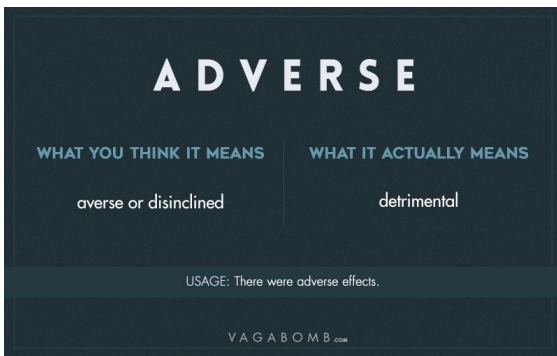 ADVERSE
WHAT YOU THINK IT MEANS
averse or disinclined
WHAT IT ACTUALLY MEANS
detrimental
USAGE: There were adverse effects.
VAGABOMB.COM